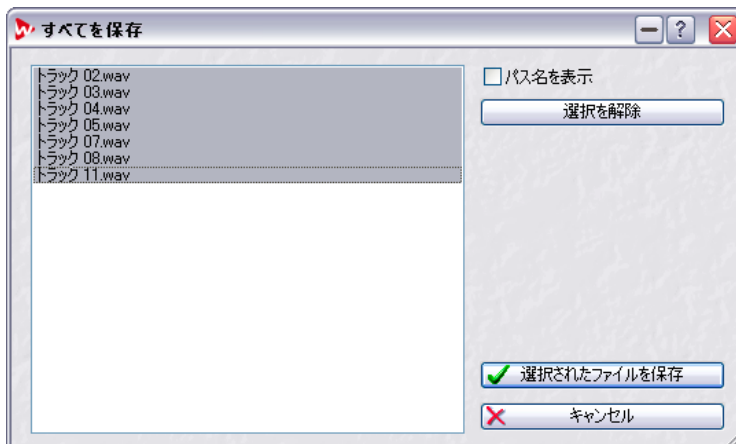 すべてを保存
トラック 02.wav
トラック 03.wav
トラック 04.wav
トラック 05.wav
トラック 07.wav
トラック 08.wav
トラック 11.wav
パス名を表示
選択を解除
選択されたファイルを保存
キャンセル